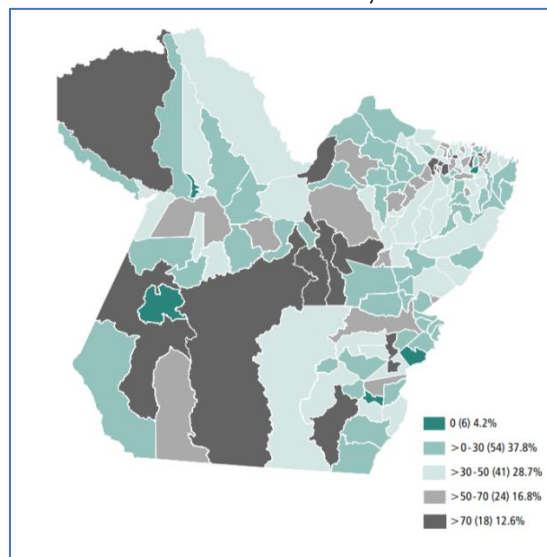 0 (6) 4.2%
>0-30 (54) 37.8%
>30-50 (41) 28.7%
>50-70 (24) 16.8%
>70 (18) 12.6%